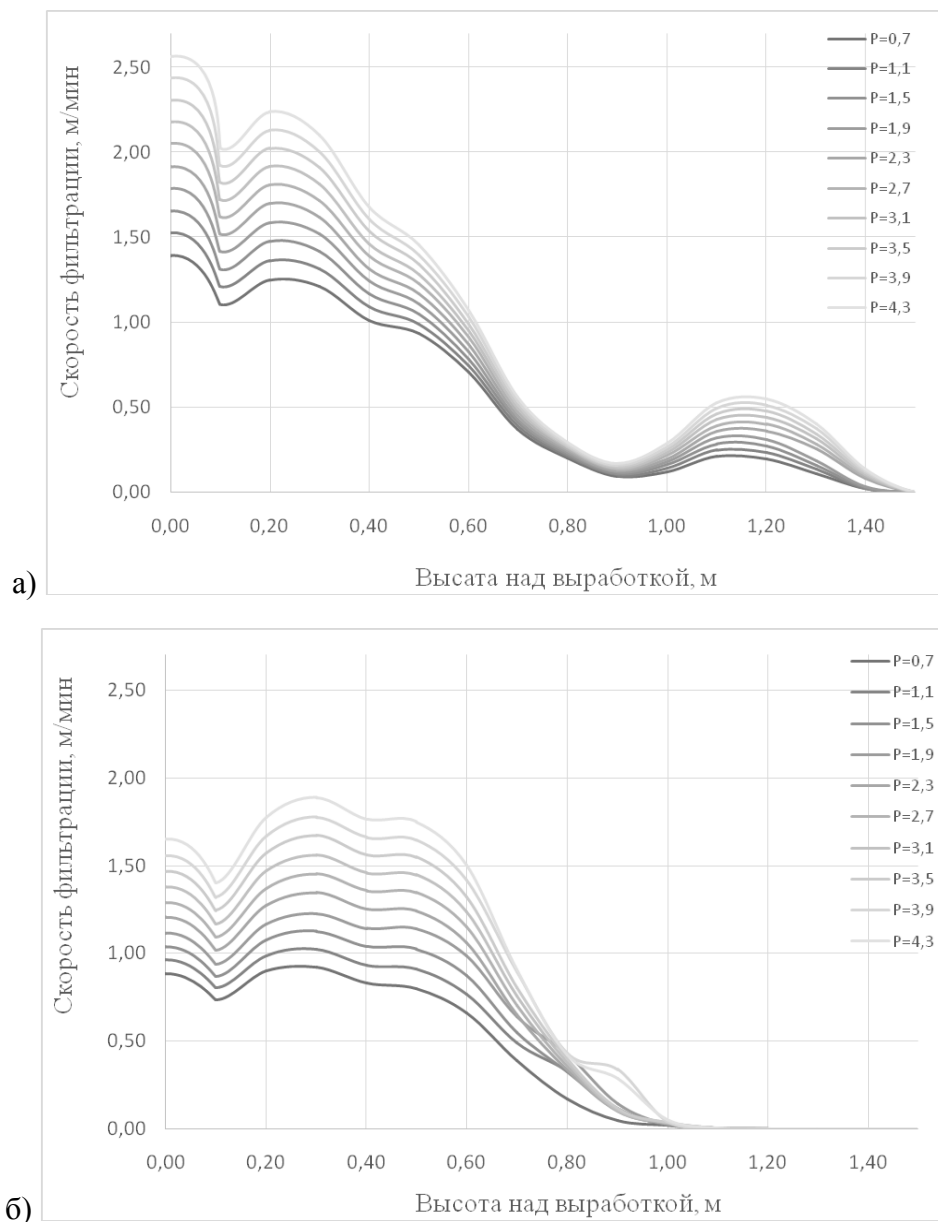 Скорость фильтрации, м/мин
2,50
2,00
1,50
1,00
0,50
0,00
0,00 0,20 0,40 0,60 0,80 1,00 1,20 1,40
Высата над выработкой, м
P=0,7
P=1,1
P=1,5
P=1,9
P=2,3
P=2,7
P=3,1
P=3,5
P=3,9
P=4,3
а)
Скорость фильтрации, м/мин
2,50
2,00
1,50
1,00
0,50
0,00
0,00 0,20 0,40 0,60 0,80 1,00 1,20 1,40
Высота над выработкой, м
P=0,7
P=1,1
P=1,5
P=1,9
P=2,3
P=2,7
P=3,1
P=3,5
P=3,9
P=4,3
б)